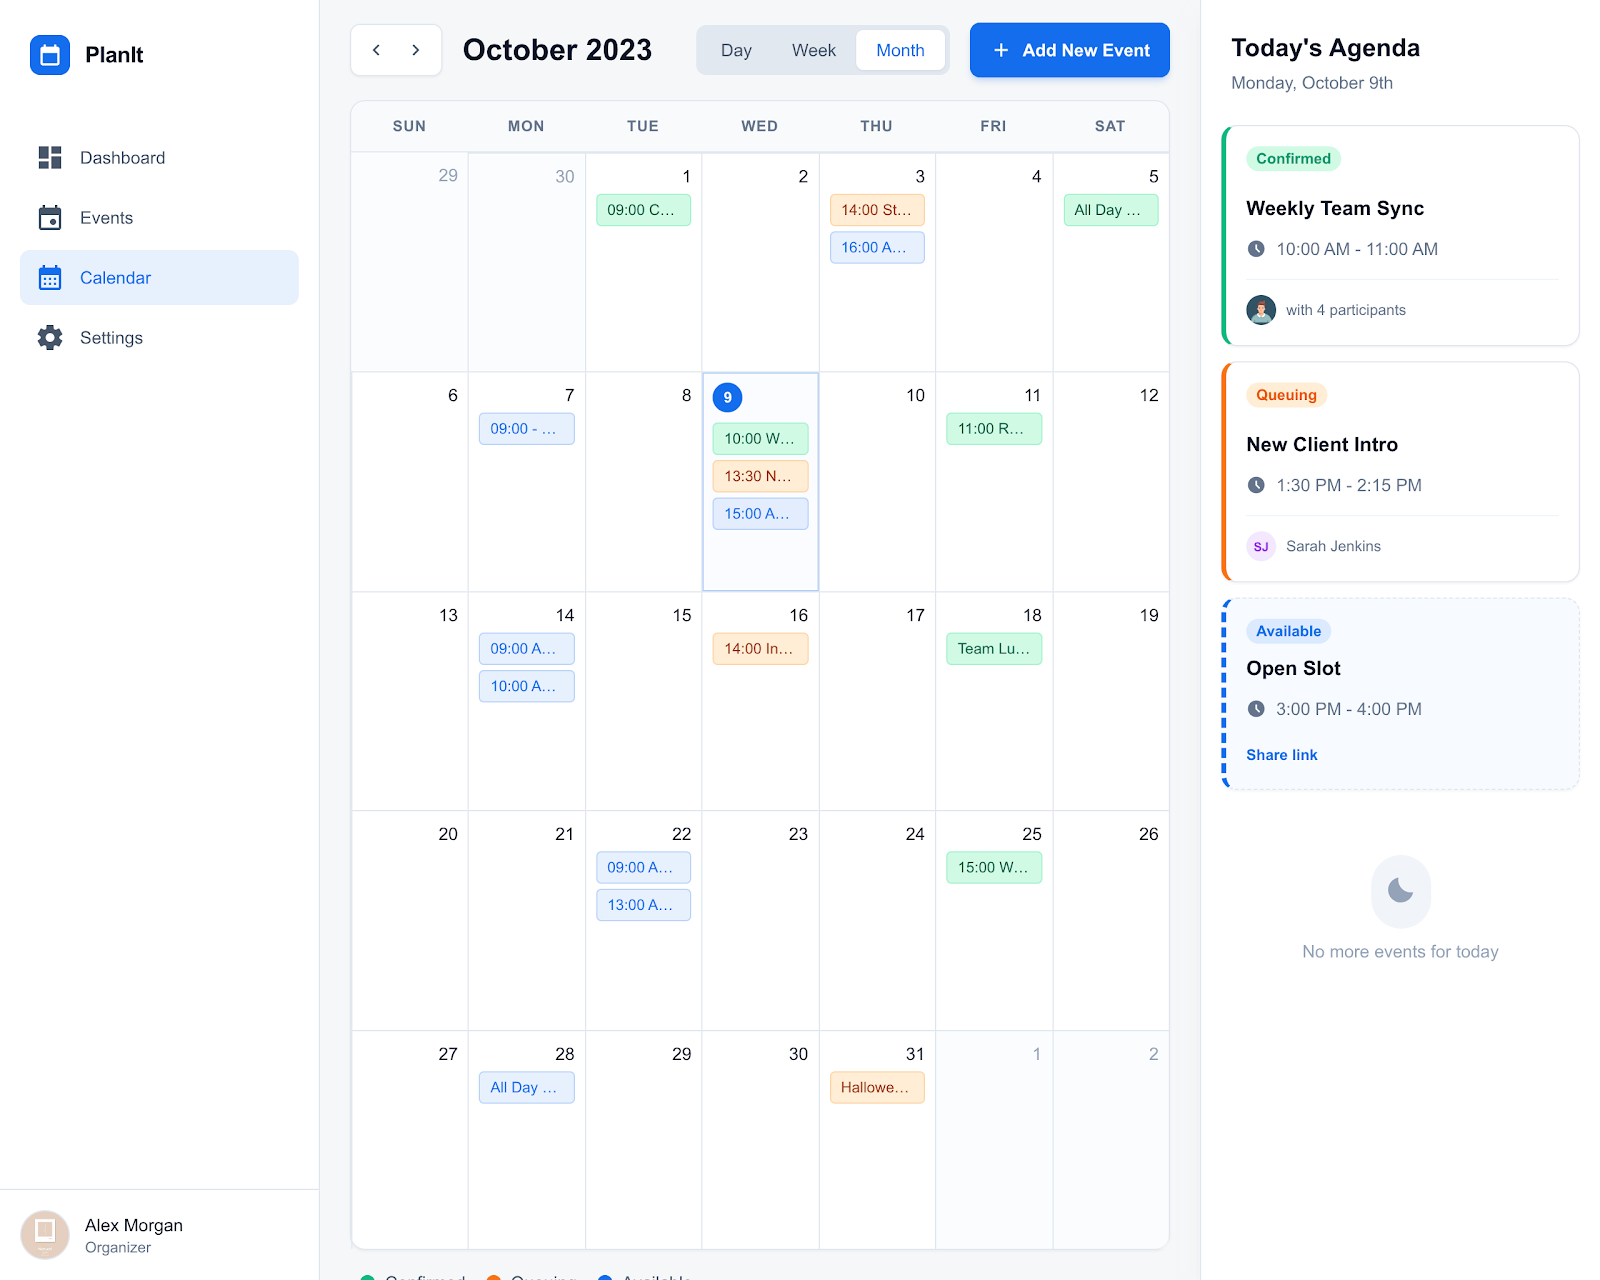 PlanIt
Dashboard
Events
Calendar
Settings
Alex Morgan
Organizer
October 2023
Day Week Month
Add New Event
SUN MON TUE WED THU FRI SAT
29 30 1 2 3 4 5
09:00 C... 14:00 St... All Day ...
16:00 A...
6 7 8 9 10 11 12
09:00 - ... 10:00 W... 11:00 R...
13:30 N...
15:00 A...
13 14 15 16 17 18 19
09:00 A... 14:00 In... Team Lu...
10:00 A...
20 21 22 23 24 25 26
09:00 A... 15:00 W...
13:00 A...
27 28 29 30 31 1 2
All Day ... Hallowe...
Confirmed Queuing Available
Today's Agenda
Monday, October 9th
Confirmed
Weekly Team Sync
10:00 AM - 11:00 AM
with 4 participants
Queuing
New Client Intro
1:30 PM - 2:15 PM
SJ Sarah Jenkins
Available
Open Slot
3:00 PM - 4:00 PM
Share link
No more events for today